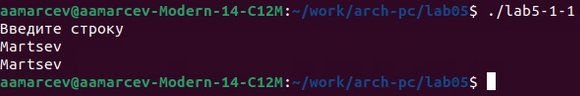 aamarcev@aamarcev-Modern-14-C12M:~/work/arch-pc/lab05$ ./lab5-1-1
Введите строку
Martsev
Martsev
aamarcev@aamarcev-Modern-14-C12M:~/work/arch-pc/lab05$